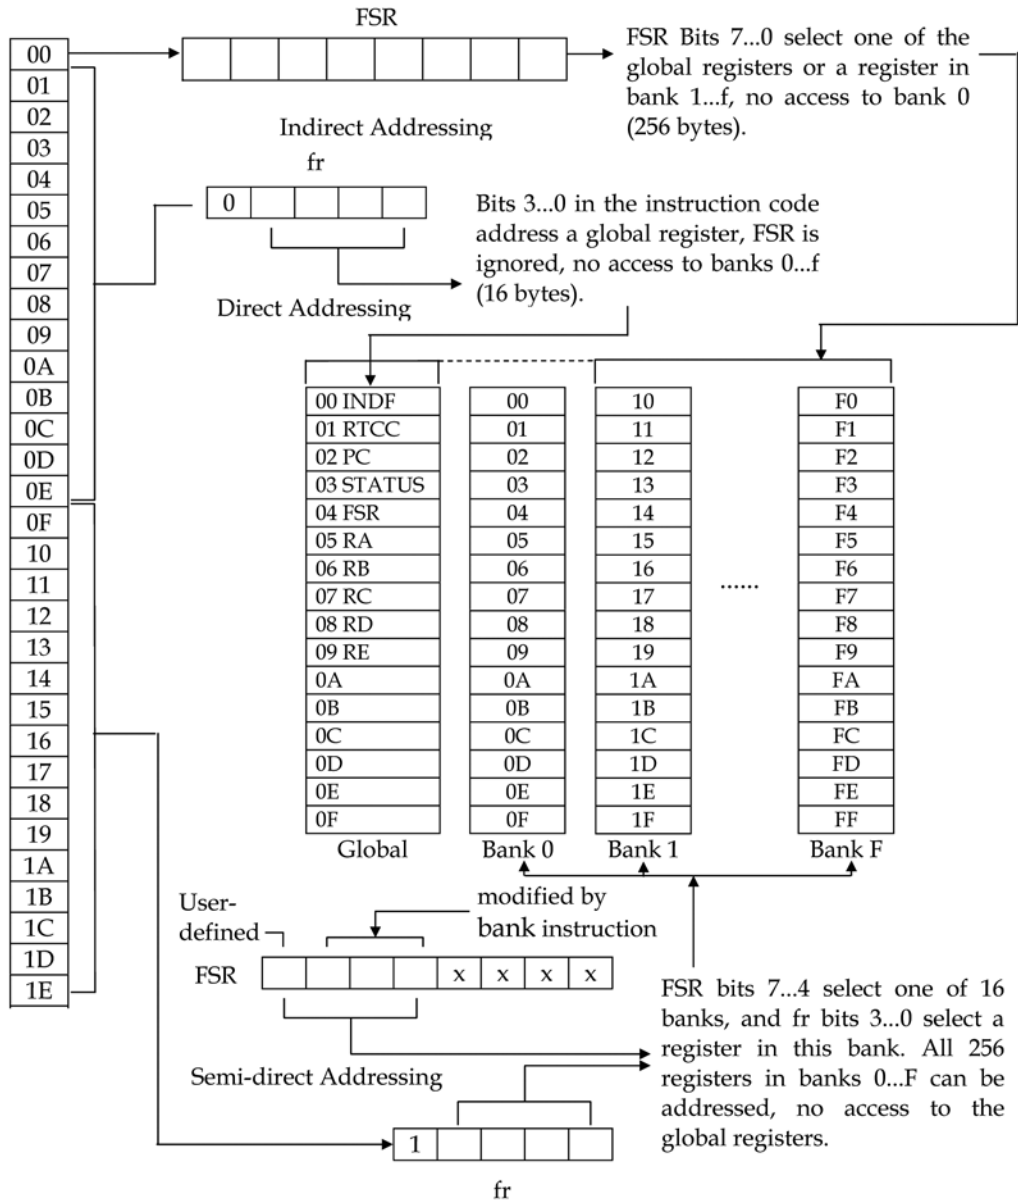 FSR
00
01
02
03
04
05
06
07
08
09
0A
0B
0C
0D
0E
0F
10
11
12
13
14
15
16
17
18
19
1A
1B
1C
1D
1E
FSR Bits 7...0 select one of the
global registers or a register in
bank 1...f, no access to bank 0
(256 bytes).
Indirect Addressing
fr
0
Bits 3...0 in the instruction code
address a global register, FSR is
ignored, no access to banks 0...f
(16 bytes).
Direct Addressing
00 INDF 00 10 F0
01 RTCC 01 11 F1
02 PC 02 12 F2
03 STATUS 03 13 F3
04 FSR 04 14 F4
05 RA 05 15 F5
06 RB 06 16 F6
07 RC 07 17 ...... F7
08 RD 08 18 F8
09 RE 09 19 F9
0A 0A 1A FA
0B 0B 1B FB
0C 0C 1C FC
0D 0D 1D FD
0E 0E 1E FE
0F 0F 1F FF
Global Bank 0 Bank 1 Bank F
User-
defined
modified by
bank instruction
FSR x x x x
FSR bits 7...4 select one of 16
banks, and fr bits 3...0 select a
register in this bank. All 256
registers in banks 0...F can be
addressed, no access to the
global registers.
Semi-direct Addressing
1
fr